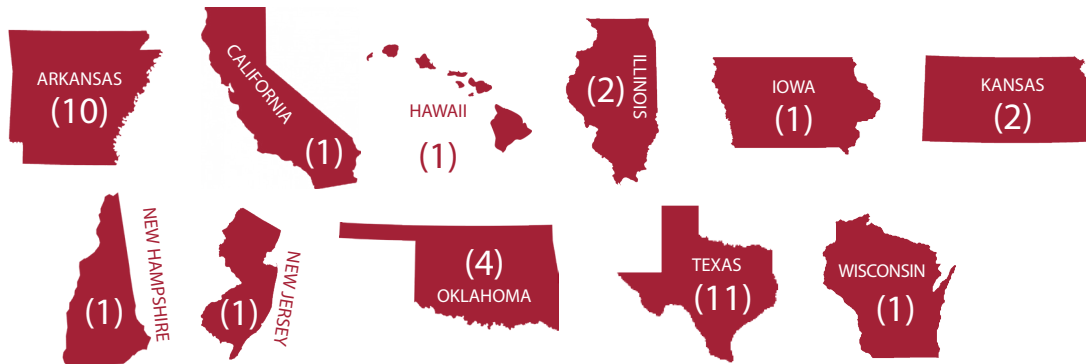 ARKANSAS
(10)
CALIFORNIA
(1)
HAWAII
(1)
ILLINOIS
(2)
IOWA
(1)
KANSAS
(2)
NEW HAMPSHIRE
(1)
NEW JERSEY
(1)
(4)
OKLAHOMA
TEXAS
(11)
WISCONSIN
(1)